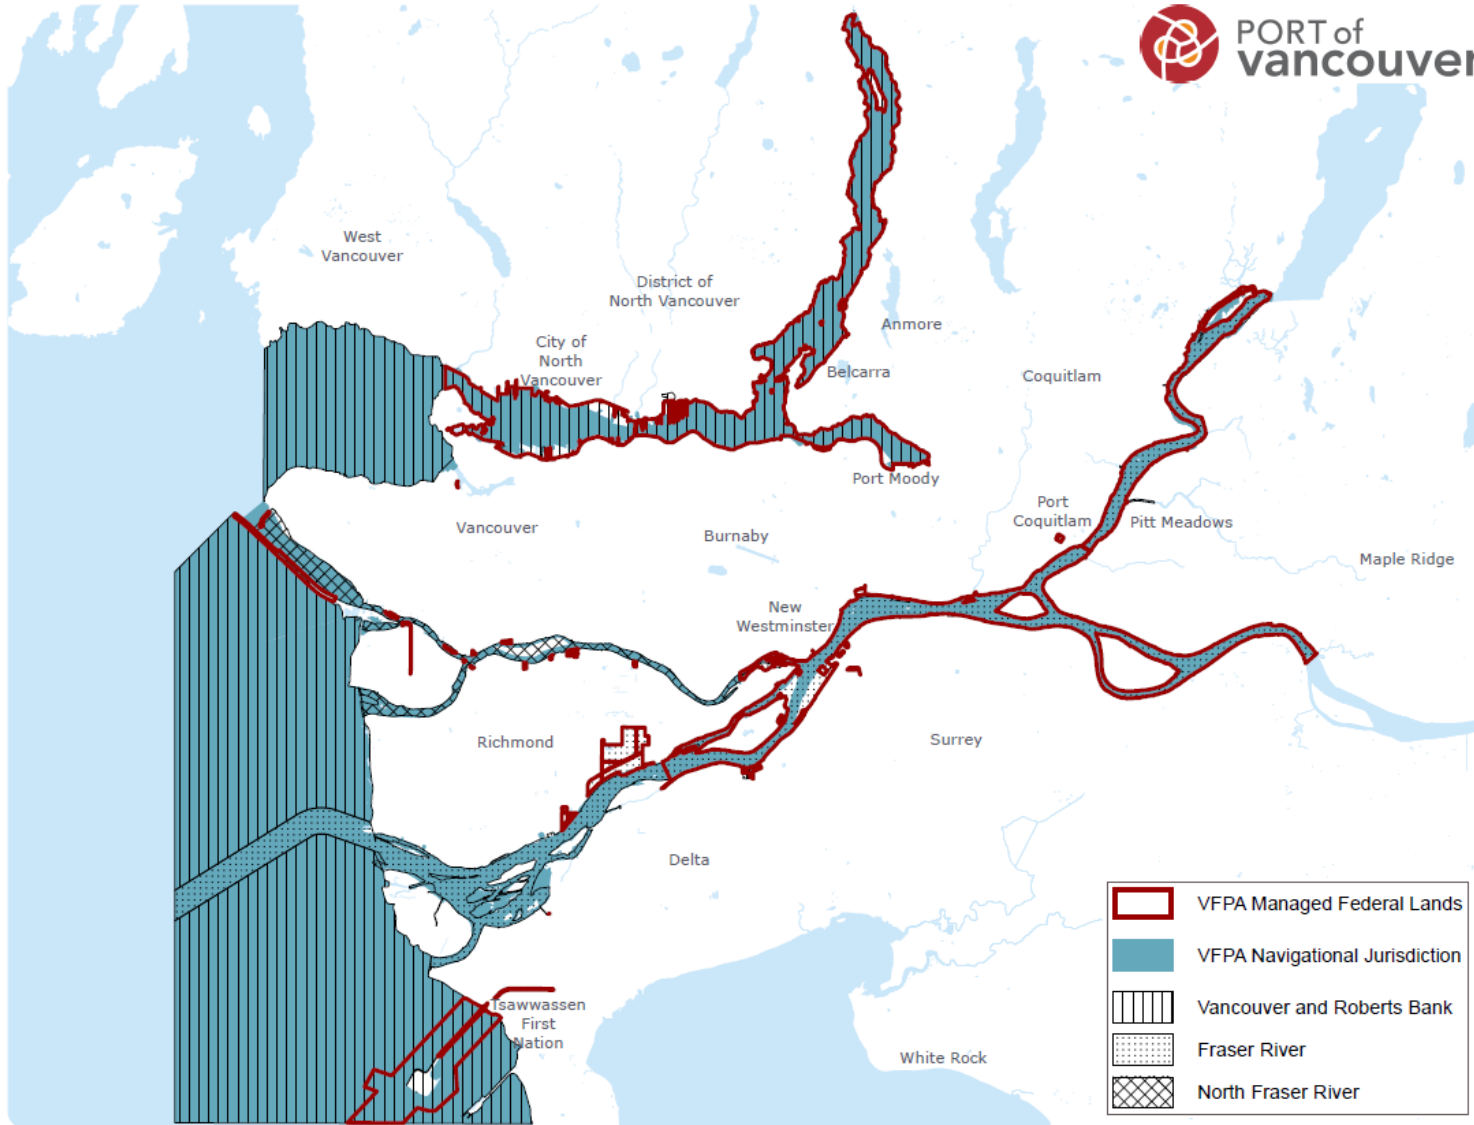 PORT of
vancouver
West
Vancouver
District of
North Vancouver
Anmore
City of
North
Vancouver
Belcarra
Coquitlam
Port Moody
Port
Coquitlam
Pitt Meadows
Vancouver
Burnaby
Maple Ridge
New
Westminster
Richmond
Surrey
Delta
VFPA Managed Federal Lands
VFPA Navigational Jurisdiction
Vancouver and Roberts Bank
Fraser River
North Fraser River
Tsawwassen
First
Nation
White Rock